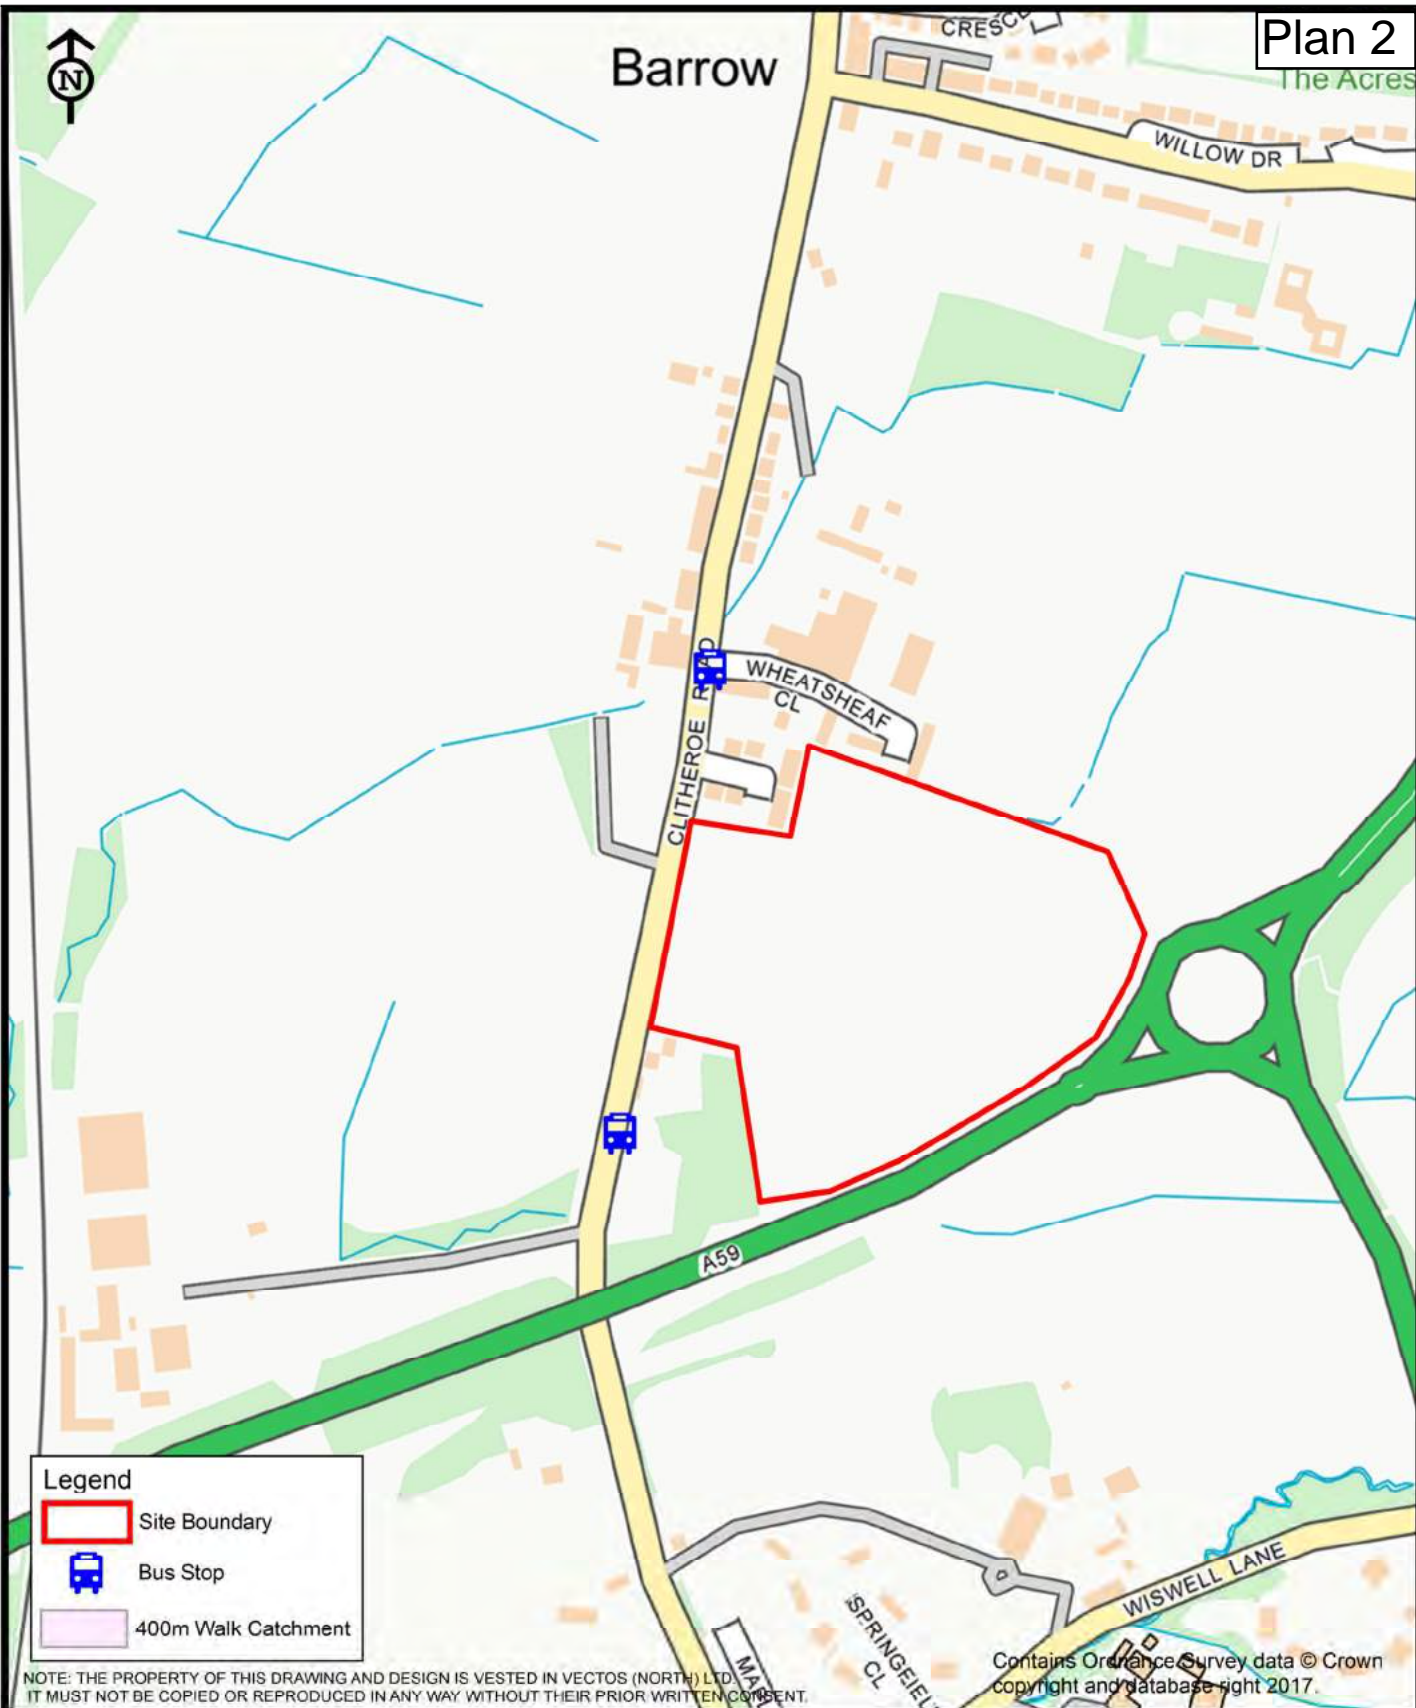 Plan 2
N
Barrow
The Acres
WILLOW DR
CLITHEROE
WHEATSHEAF
CL
A59
WISWELL LANE
CL
Legend
Site Boundary
Bus Stop
400m Walk Catchment
Contains Ordnance Survey data © Crown
copyright and database right 2017.
NOTE: THE PROPERTY OF THIS DRAWING AND DESIGN IS VESTED IN VECTOS (NORTH) LTD
IT MUST NOT BE COPIED OR REPRODUCED IN ANY WAY WITHOUT THEIR PRIOR WRITTEN CONSENT.